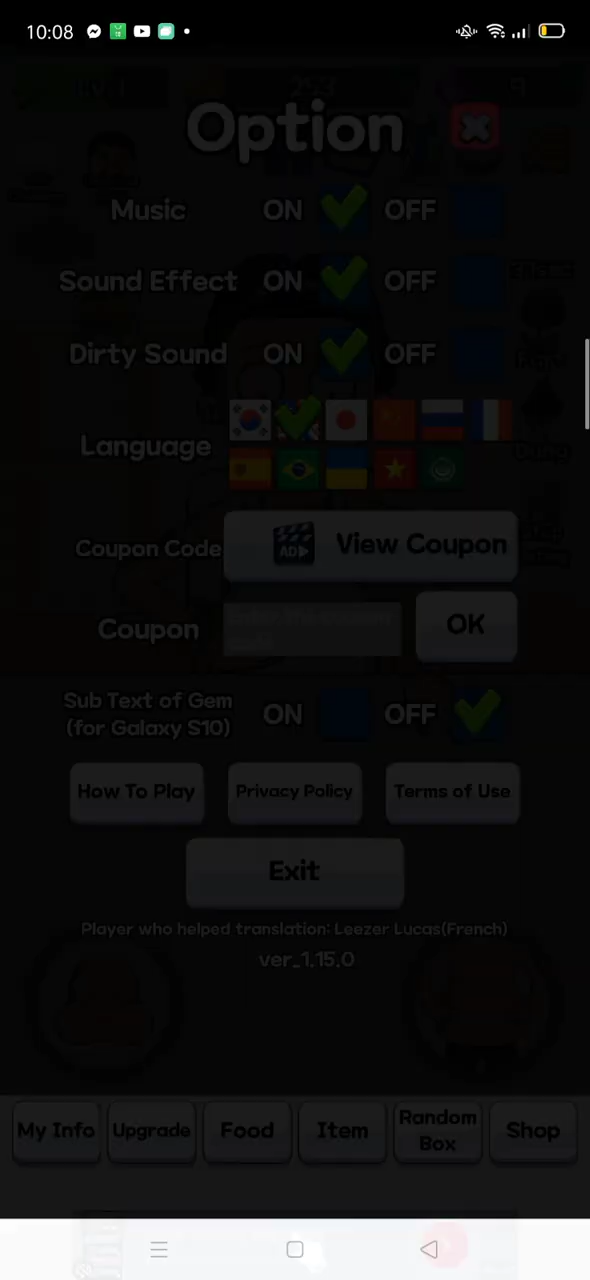 10:08
Option
Music ON OFF
Sound Effect ON OFF
Dirty Sound ON OFF
Language
Coupon Code AD View Coupon
Coupon OK
Sub Text of Gem
(for Galaxy S10) ON OFF
How To Play Privacy Policy Terms of Use
Exit
Player who helped translation: Leezer Lucas(French)
ver_1.15.0
My Info Upgrade Food Item Random Box Shop